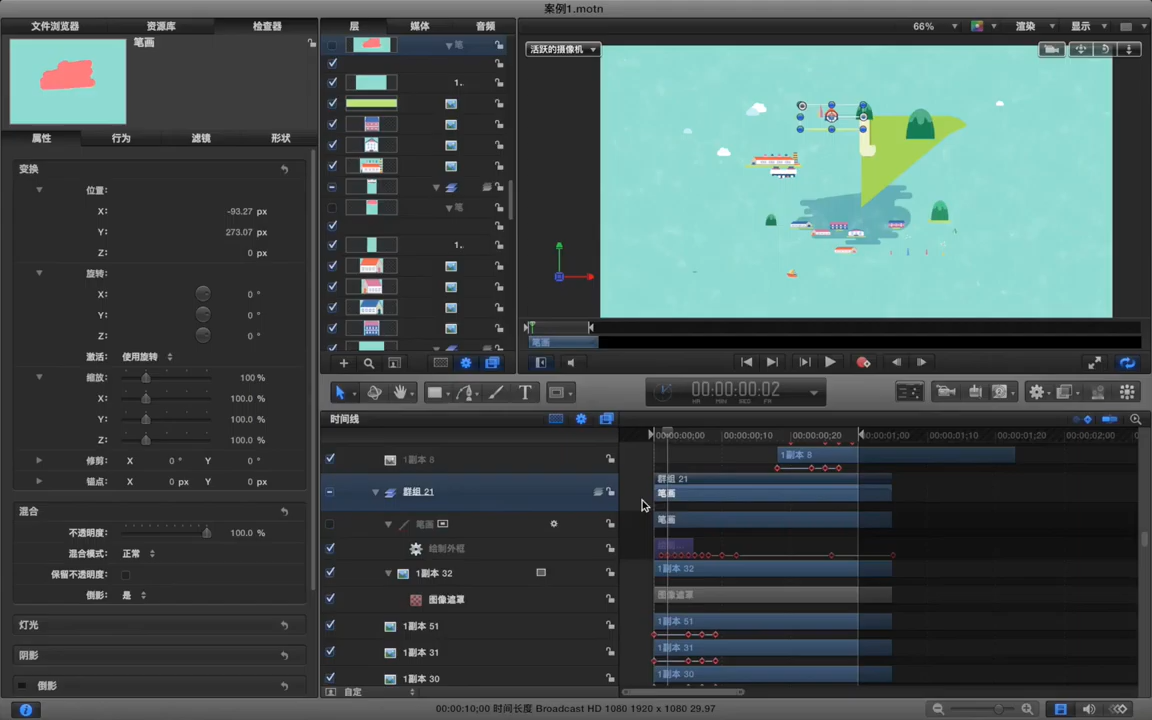 案例1.motn
文件浏览器 资源库 检查器 层 媒体 音频 66% 渲染 显示
笔画 笔 活跃的摄像机
1..
属性 行为 滤镜 形状
变换
位置:
X: -93.27 px
Y: 273.07 px
Z: 0 px
旋转:
X: 0 °
Y: 0 °
Z: 0 °
激活: 使用旋转
缩放: 100 %
X: 100.0 %
Y: 100.0 %
Z: 100.0 %
修剪: X 0 ° Y 0 °
锚点: X 0 px Y 0 px
混合
不透明度: 100.0 %
混合模式: 正常
保留不透明度:
倒影: 是
灯光
阴影
倒影
笔
1..
笔画
T 00:00:00:02
HR MIN SEC FR
时间线
00:00:00;00 00:00:00;10 00:00:00;20 00:00:01;00 00:00:01;10 00:00:01;20 00:00:02;00
1副本 8 1副本 8
群组 21 群组 21
笔画
笔画 笔画
绘制外框
1副本 32 1副本 32
图像遮罩 图像遮罩
1副本 51 1副本 51
1副本 31 1副本 31
1副本 30 1副本 30
自定
00:00:10;00 时间长度 Broadcast HD 1080 1920 x 1080 29.97